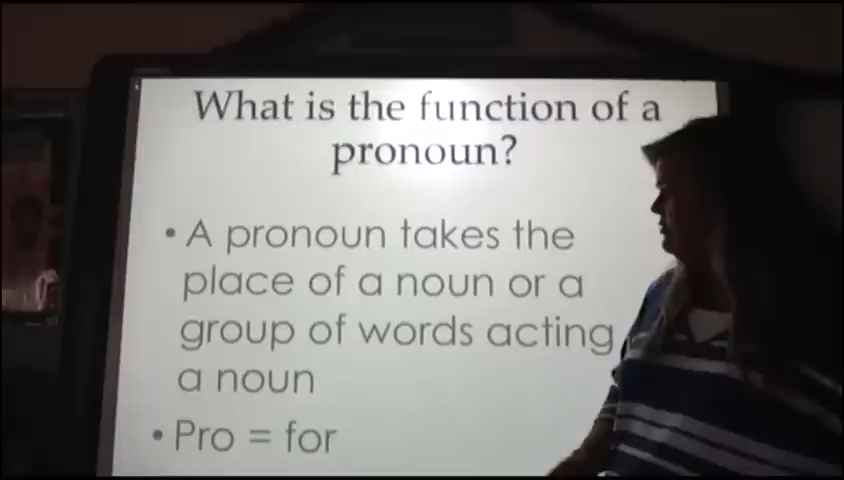 What is the function of a
pronoun?
• A pronoun takes the
place of a noun or a
group of words acting
a noun
• Pro = for